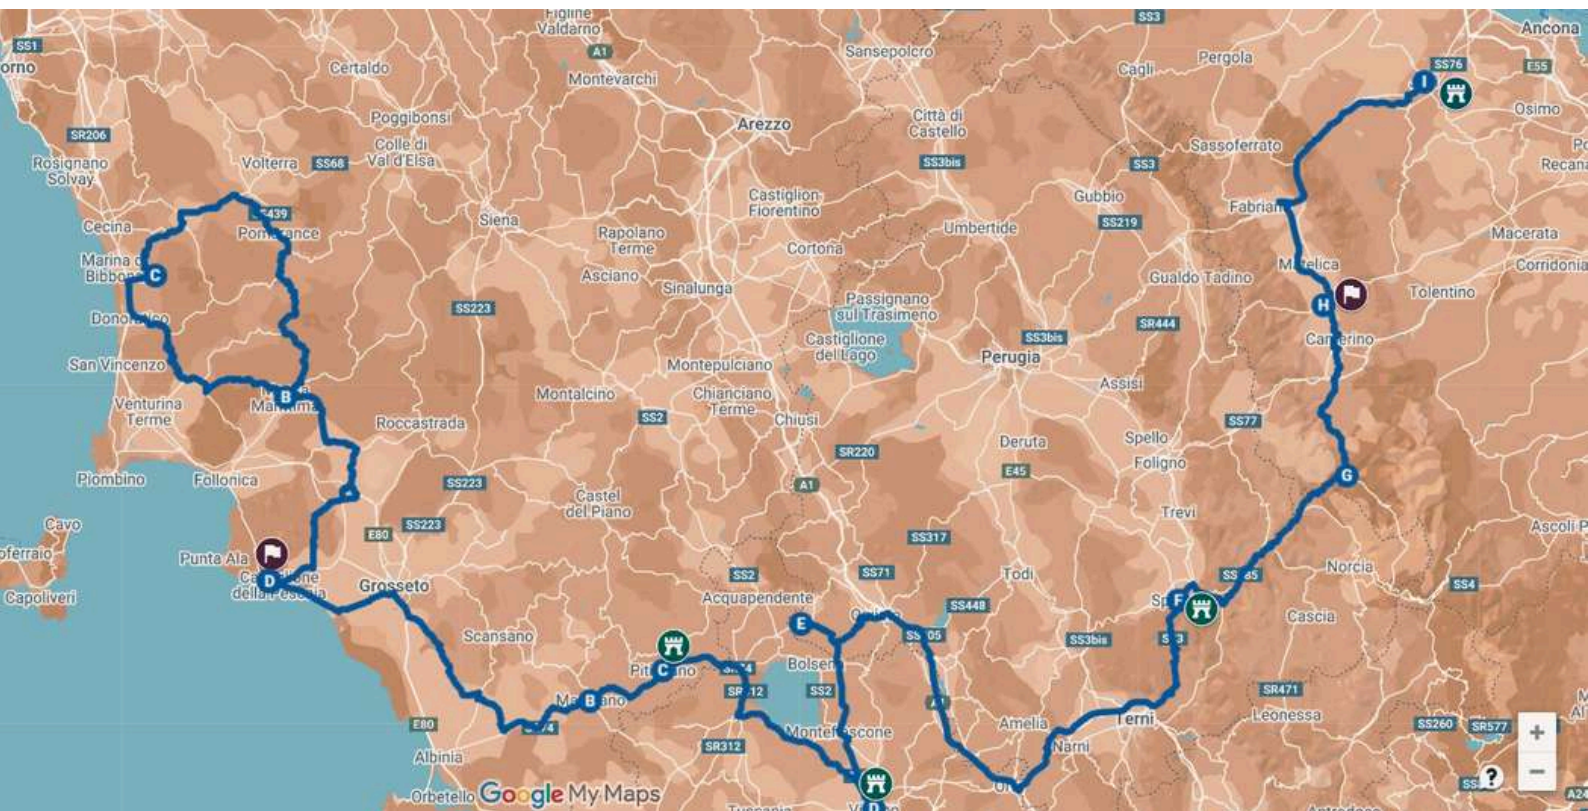 Figline
Valdarno
SS3
Ancona
SS1
A1
Sansepolcro
Pergola
SS76
E55
orno
Certaldo
Montevarchi
Cagli
I
Osimo
Poggibonsi
Arezzo
Città di
Castello
SR206
Colle di
Val d'Elsa
Sassoferrato
Rosignano
Solvay
Volterra
SS68
SS3bis
SS3
Recana
Castiglion
Fiorentino
Gubbio
Cecina
Siena
Rapolano
Terme
Umbertide
SS219
Macerata
Cortona
Marina
Bibbona
C
Asciano
Sinalunga
Gualdo Tadino
Matelica
Corridonia
Passignano
sul Trasimeno
Tolentino
SS223
H
Donoratico
SS3bis
SR444
Castiglione
del Lago
Camerino
San Vincenzo
Montepulciano
Perugia
Assisi
B
Montalcino
Chianciano
Terme
Venturina
Terme
SS2
Chiusi
Roccastrada
SS77
Deruta
Spello
SR220
Foligno
Piombino
Follonica
SS223
A1
E45
G
Castel
del Piano
Trevi
Cavo
SS223
E80
Ascoli P
oferraio
SS317
Punta Ala
Norcia
SS2
SS71
Todi
D
Grosseto
SS4
Capoliveri
Acquapendente
SS448
F
Cascia
E
Scansano
SS3bis
C
Bolsena
SS2
SR471
B
Leonessa
E80
Amelia
Terni
SS260
SR577
Montefiascone
SR312
Narni
Albinia
Orbetello
Google My Maps
?
A24
D